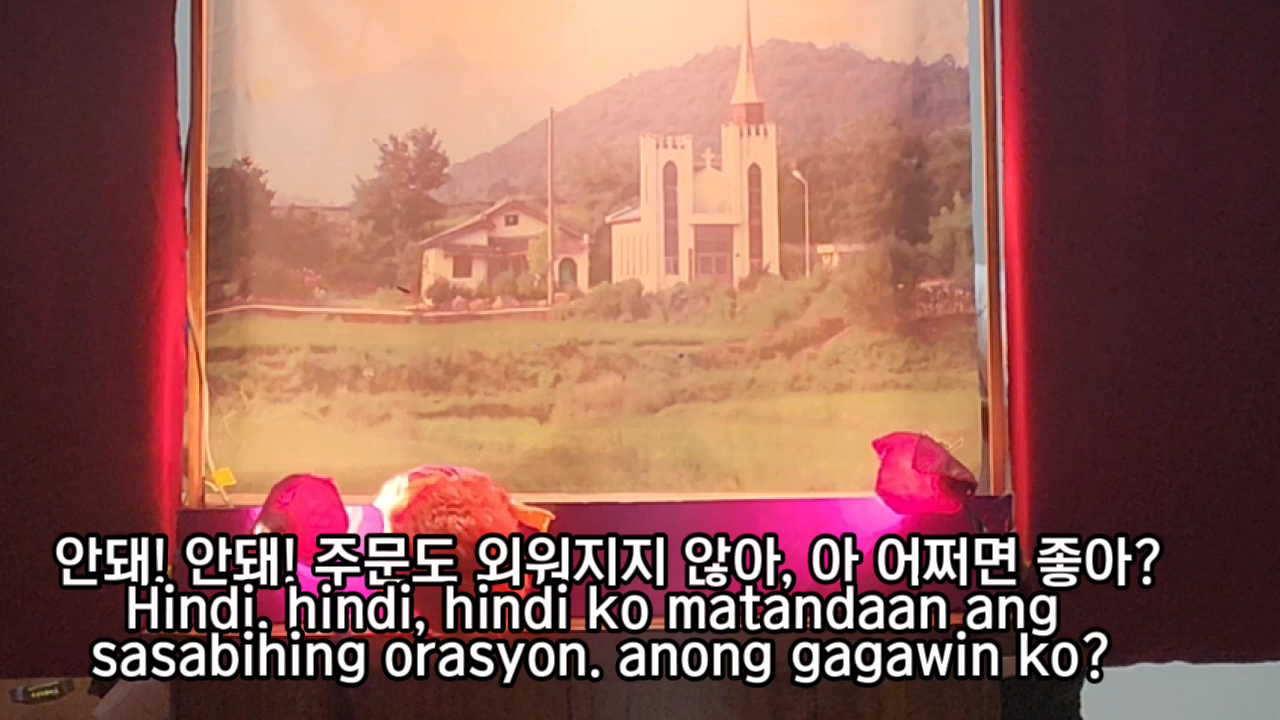 안돼! 안돼! 주문도 외워지지 않아, 아 어쩌면 좋아?
Hindi. hindi, hindi ko matandaan ang
sasabihing orasyon. anong gagawin ko?